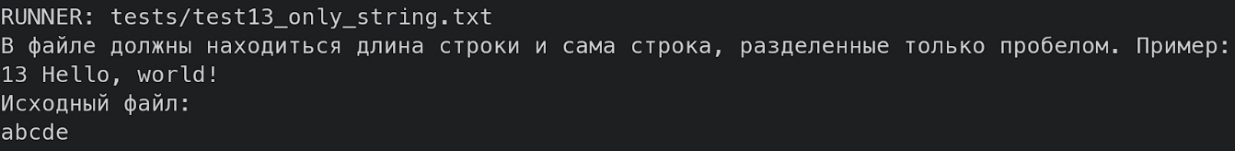 RUNNER: tests/test13_only_string.txt
В файле должны находиться длина строки и сама строка, разделенные только пробелом. Пример:
13 Hello, world!
Исходный файл:
abcde